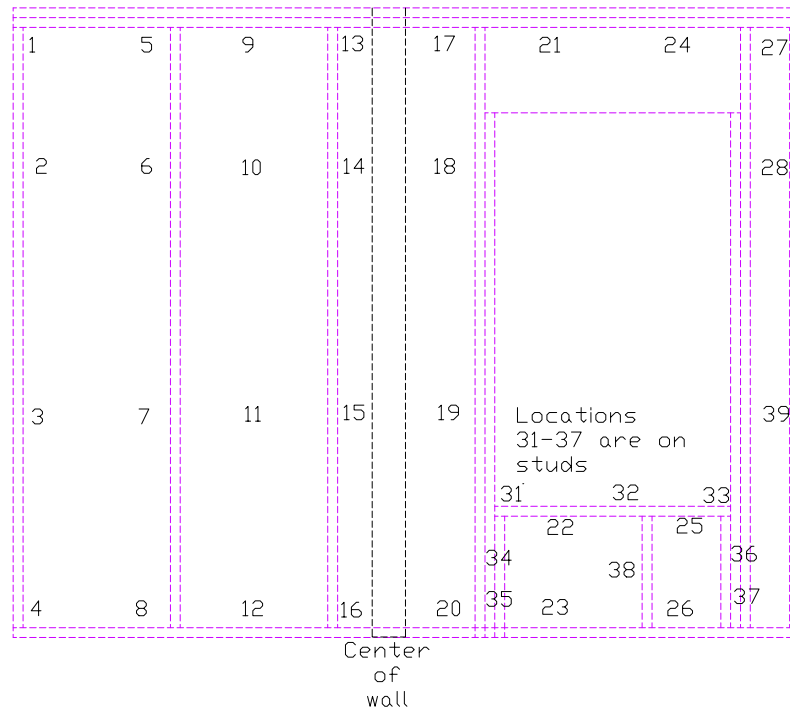 1 5 9 13 17 21 24 27
2 6 10 14 18 28
3 7 11 15 19 39
Locations
31-37 are on
studs
31 32 33
22 25
34 38 36
35 37
4 8 12 16 20 23 26
Center
of
wall